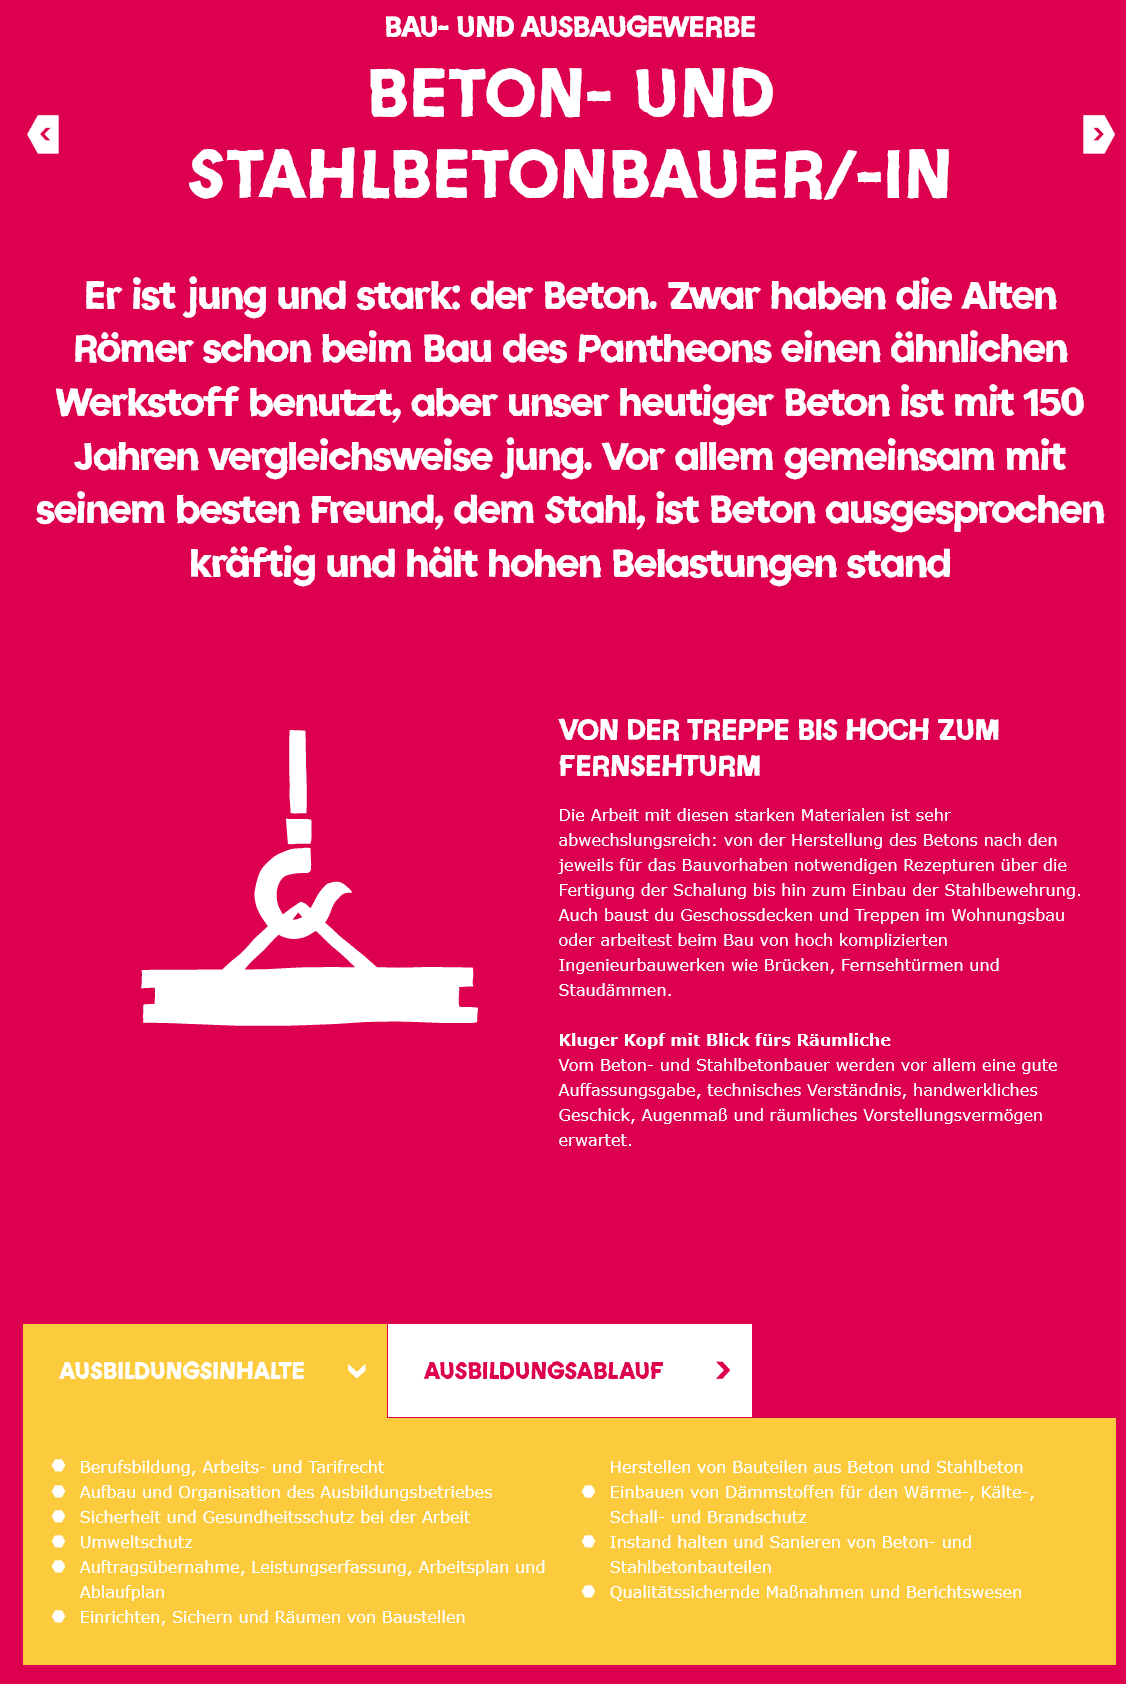 BAU- UND AUSBAUGEWERBE
BETON- UND
STAHLBETONBAUER/-IN
Er ist jung und stark: der Beton. Zwar haben die Alten
Römer schon beim Bau des Pantheons einen ähnlichen
Werkstoff benutzt, aber unser heutiger Beton ist mit 150
Jahren vergleichsweise jung. Vor allem gemeinsam mit
seinem besten Freund, dem Stahl, ist Beton ausgesprochen
kräftig und hält hohen Belastungen stand
VON DER TREPPE BIS HOCH ZUM
FERNSEHTURM
Die Arbeit mit diesen starken Materialen ist sehr
abwechslungsreich: von der Herstellung des Betons nach den
jeweils für das Bauvorhaben notwendigen Rezepturen über die
Fertigung der Schalung bis hin zum Einbau der Stahlbewehrung.
Auch baust du Geschossdecken und Treppen im Wohnungsbau
oder arbeitest beim Bau von hoch komplizierten
Ingenieurbauwerken wie Brücken, Fernsehtürmen und
Staudämmen.
Kluger Kopf mit Blick fürs Räumliche
Vom Beton- und Stahlbetonbauer werden vor allem eine gute
Auffassungsgabe, technisches Verständnis, handwerkliches
Geschick, Augenmaß und räumliches Vorstellungsvermögen
erwartet.
AUSBILDUNGSINHALTE
AUSBILDUNGSABLAUF
Berufsbildung, Arbeits- und Tarifrecht
Aufbau und Organisation des Ausbildungsbetriebes
Sicherheit und Gesundheitsschutz bei der Arbeit
Umweltschutz
Auftragsübernahme, Leistungserfassung, Arbeitsplan und
Ablaufplan
Einrichten, Sichern und Räumen von Baustellen
Herstellen von Bauteilen aus Beton und Stahlbeton
Einbauen von Dämmstoffen für den Wärme-, Kälte-,
Schall- und Brandschutz
Instand halten und Sanieren von Beton- und
Stahlbetonbauteilen
Qualitätssichernde Maßnahmen und Berichtswesen